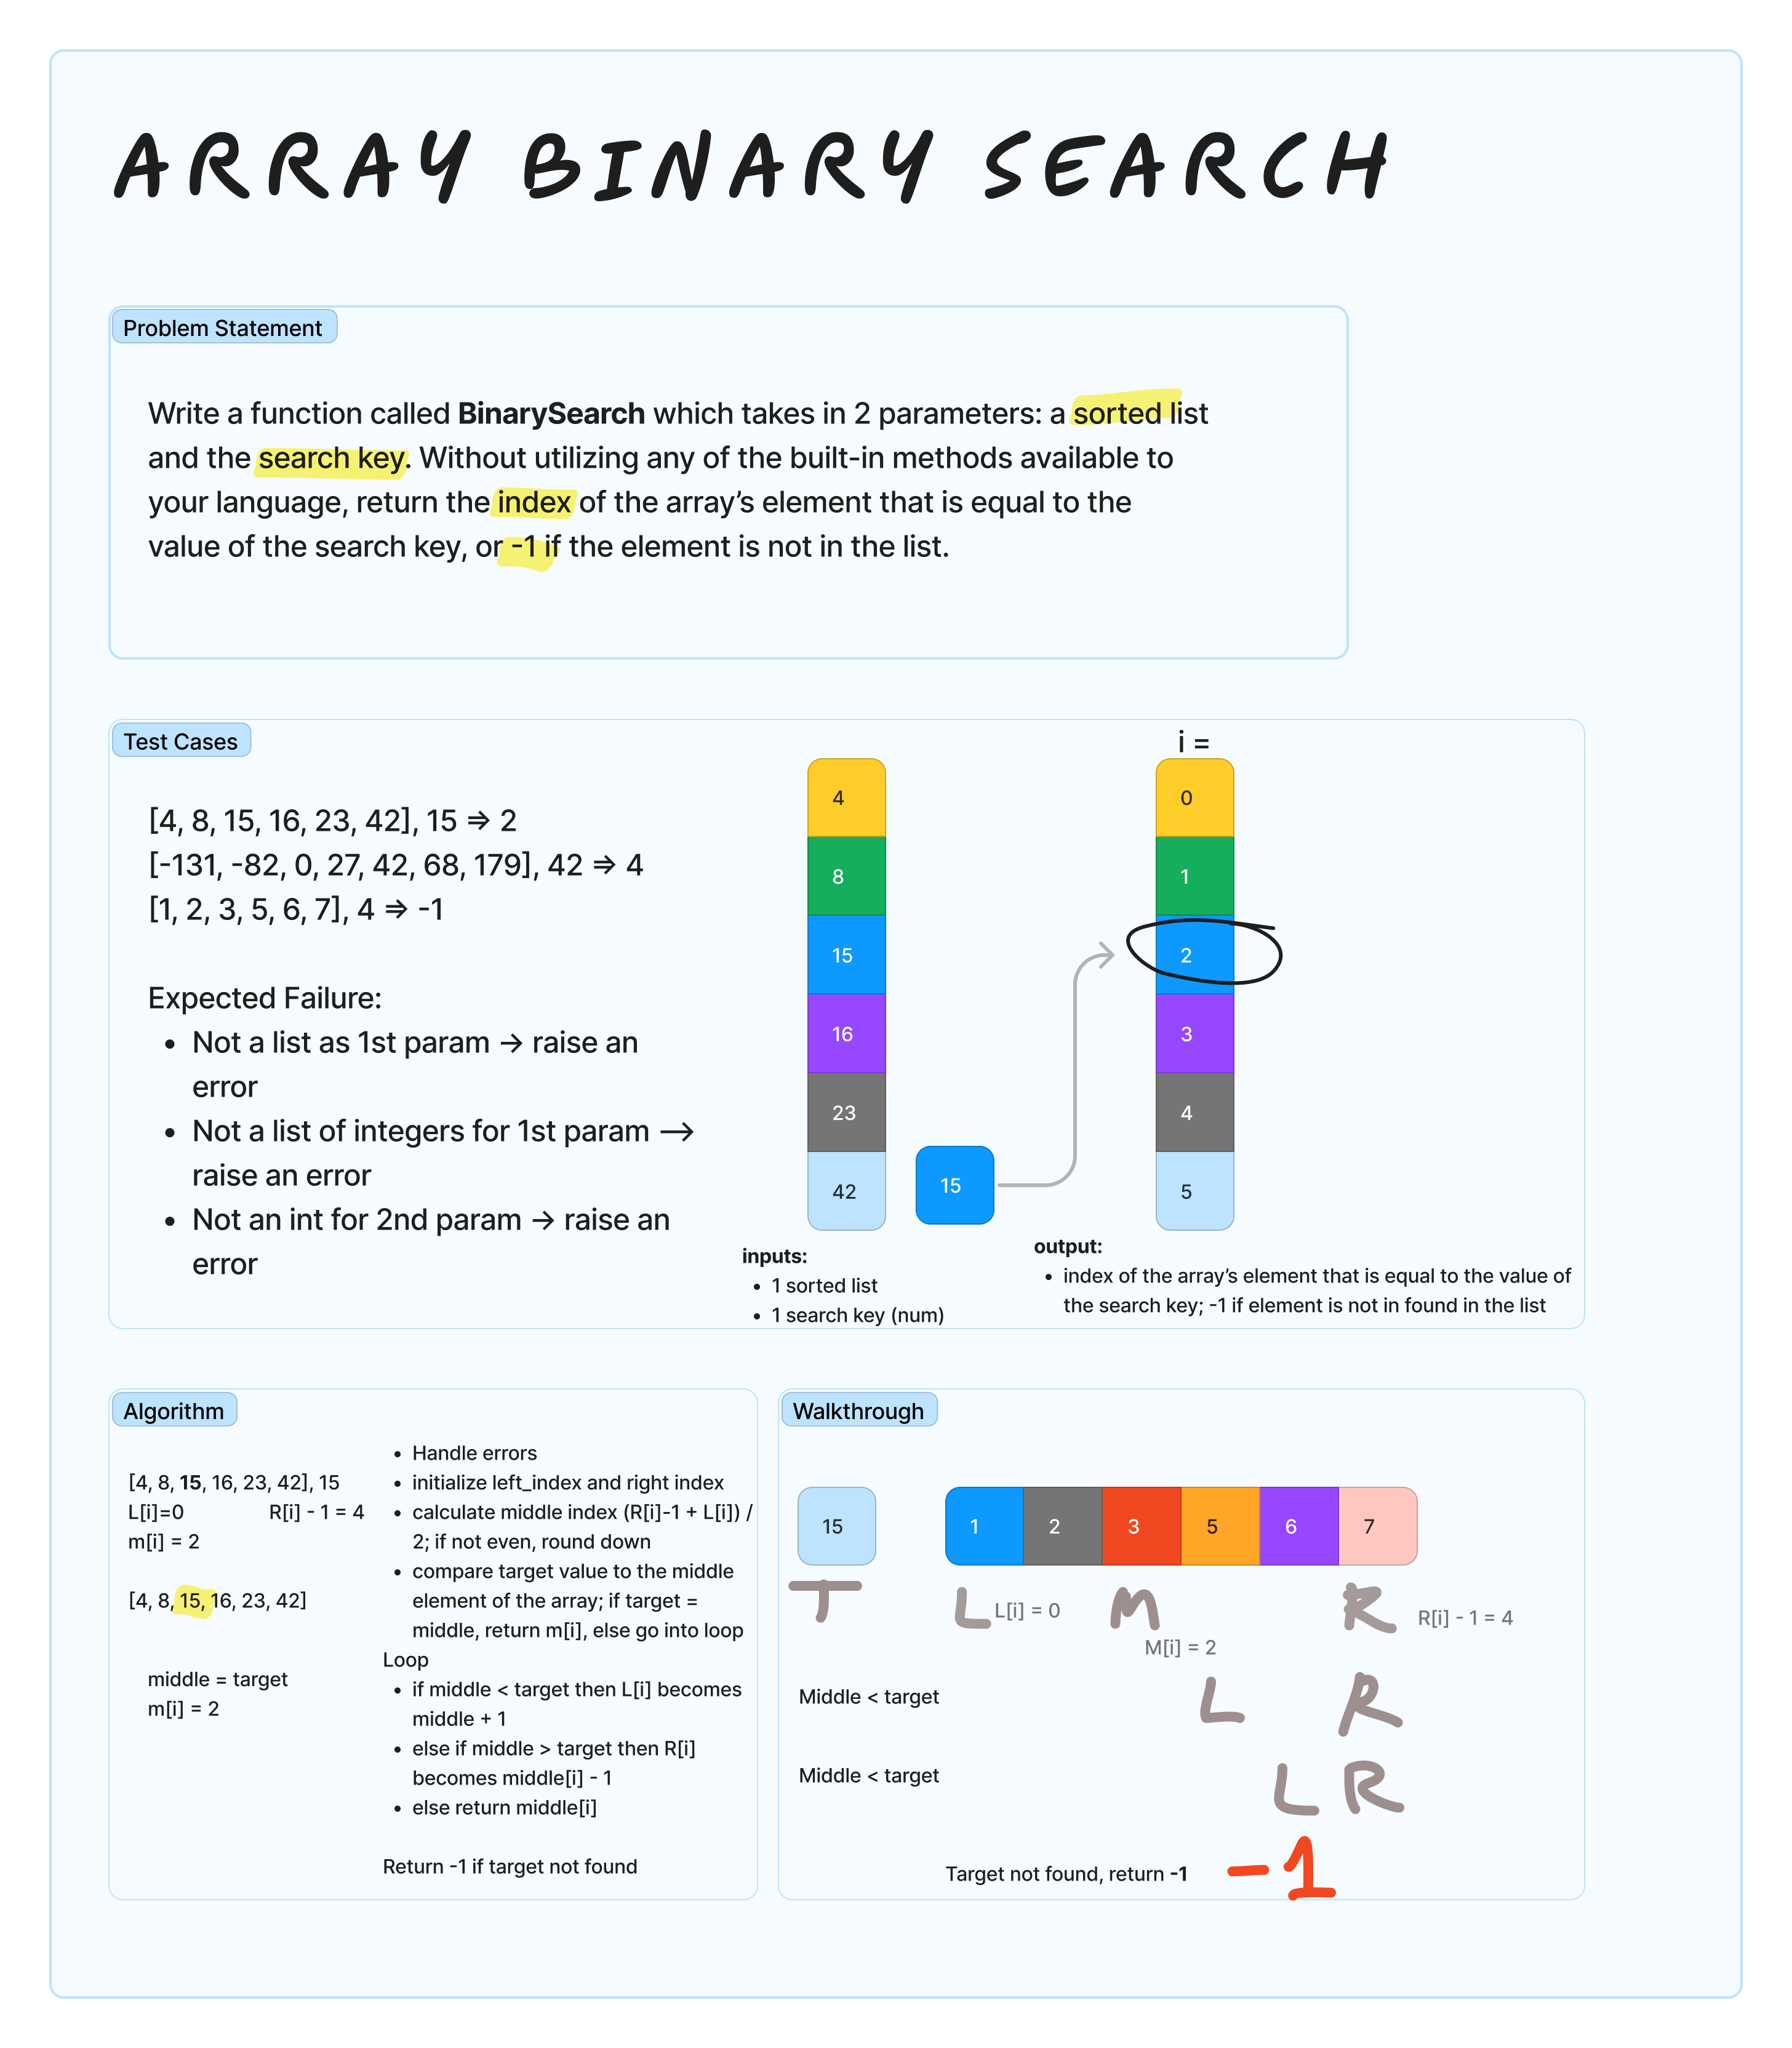 ARRAY BINARY SEARCH
Problem Statement
Write a function called BinarySearch which takes in 2 parameters: a sorted list
and the search key. Without utilizing any of the built-in methods available to
your language, return the index of the array’s element that is equal to the
value of the search key, or -1 if the element is not in the list.
Test Cases
[4, 8, 15, 16, 23, 42], 15 ⇒ 2
[-131, -82, 0, 27, 42, 68, 179], 42 ⇒ 4
[1, 2, 3, 5, 6, 7], 4 ⇒ -1
Expected Failure:
• Not a list as 1st param → raise an
error
• Not a list of integers for 1st param ⟶
raise an error
• Not an int for 2nd param → raise an
error
4
8
15
16
23
42
15
inputs:
• 1 sorted list
• 1 search key (num)
i =
0
1
2
3
4
5
output:
• index of the array’s element that is equal to the value of
the search key; -1 if element is not in found in the list
Algorithm
[4, 8, 15, 16, 23, 42], 15
L[i]=0 R[i] - 1 = 4
m[i] = 2
[4, 8, 15, 16, 23, 42]
middle = target
m[i] = 2
• Handle errors
• initialize left_index and right index
• calculate middle index (R[i]-1 + L[i]) /
2; if not even, round down
• compare target value to the middle
element of the array; if target =
middle, return m[i], else go into loop
Loop
• if middle < target then L[i] becomes
middle + 1
• else if middle > target then R[i]
becomes middle[i] - 1
• else return middle[i]
Return -1 if target not found
Walkthrough
15 1 2 3 5 6 7
T L L[i] = 0 M R R[i] - 1 = 4
M[i] = 2
Middle < target L R
Middle < target L R
Target not found, return -1 -1